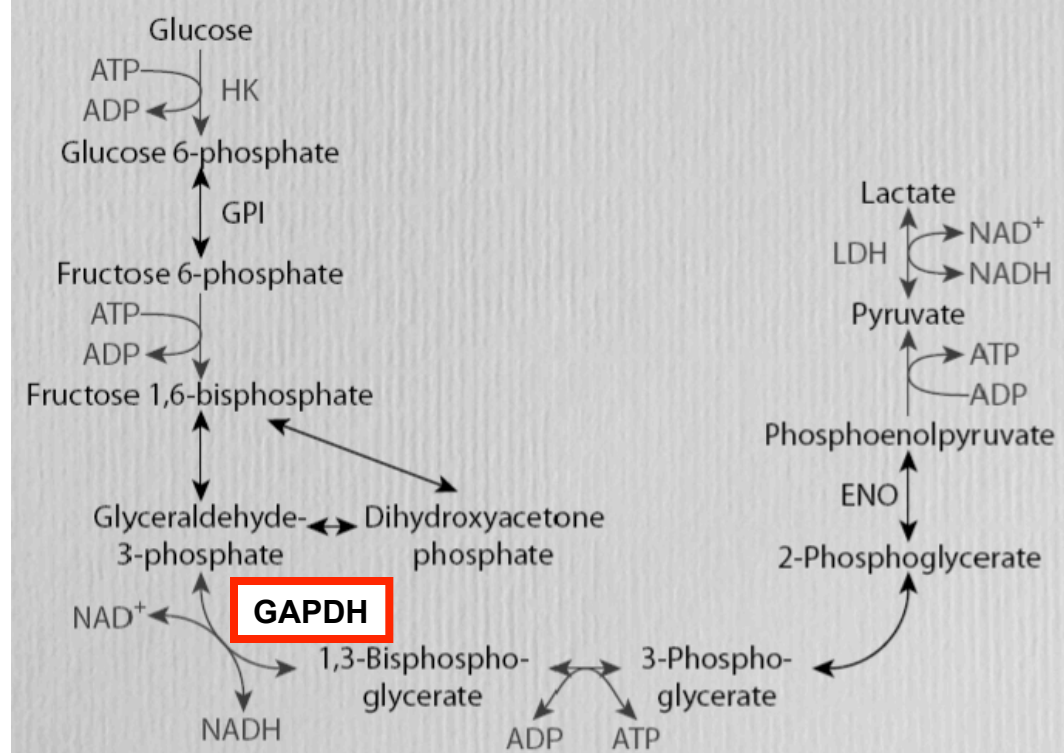 Glucose
ATP
HK
ADP
Glucose 6-phosphate
GPI
Fructose 6-phosphate
ATP
ADP
Fructose 1,6-bisphosphate
Glyceraldehyde-
3-phosphate
Dihydroxyacetone
phosphate
GAPDH
NAD+
NADH
1,3-Bisphospho-
glycerate
ADP
ATP
3-Phospho-
glycerate
2-Phosphoglycerate
ENO
Phosphoenolpyruvate
ATP
ADP
Pyruvate
LDH
NAD+
NADH
Lactate